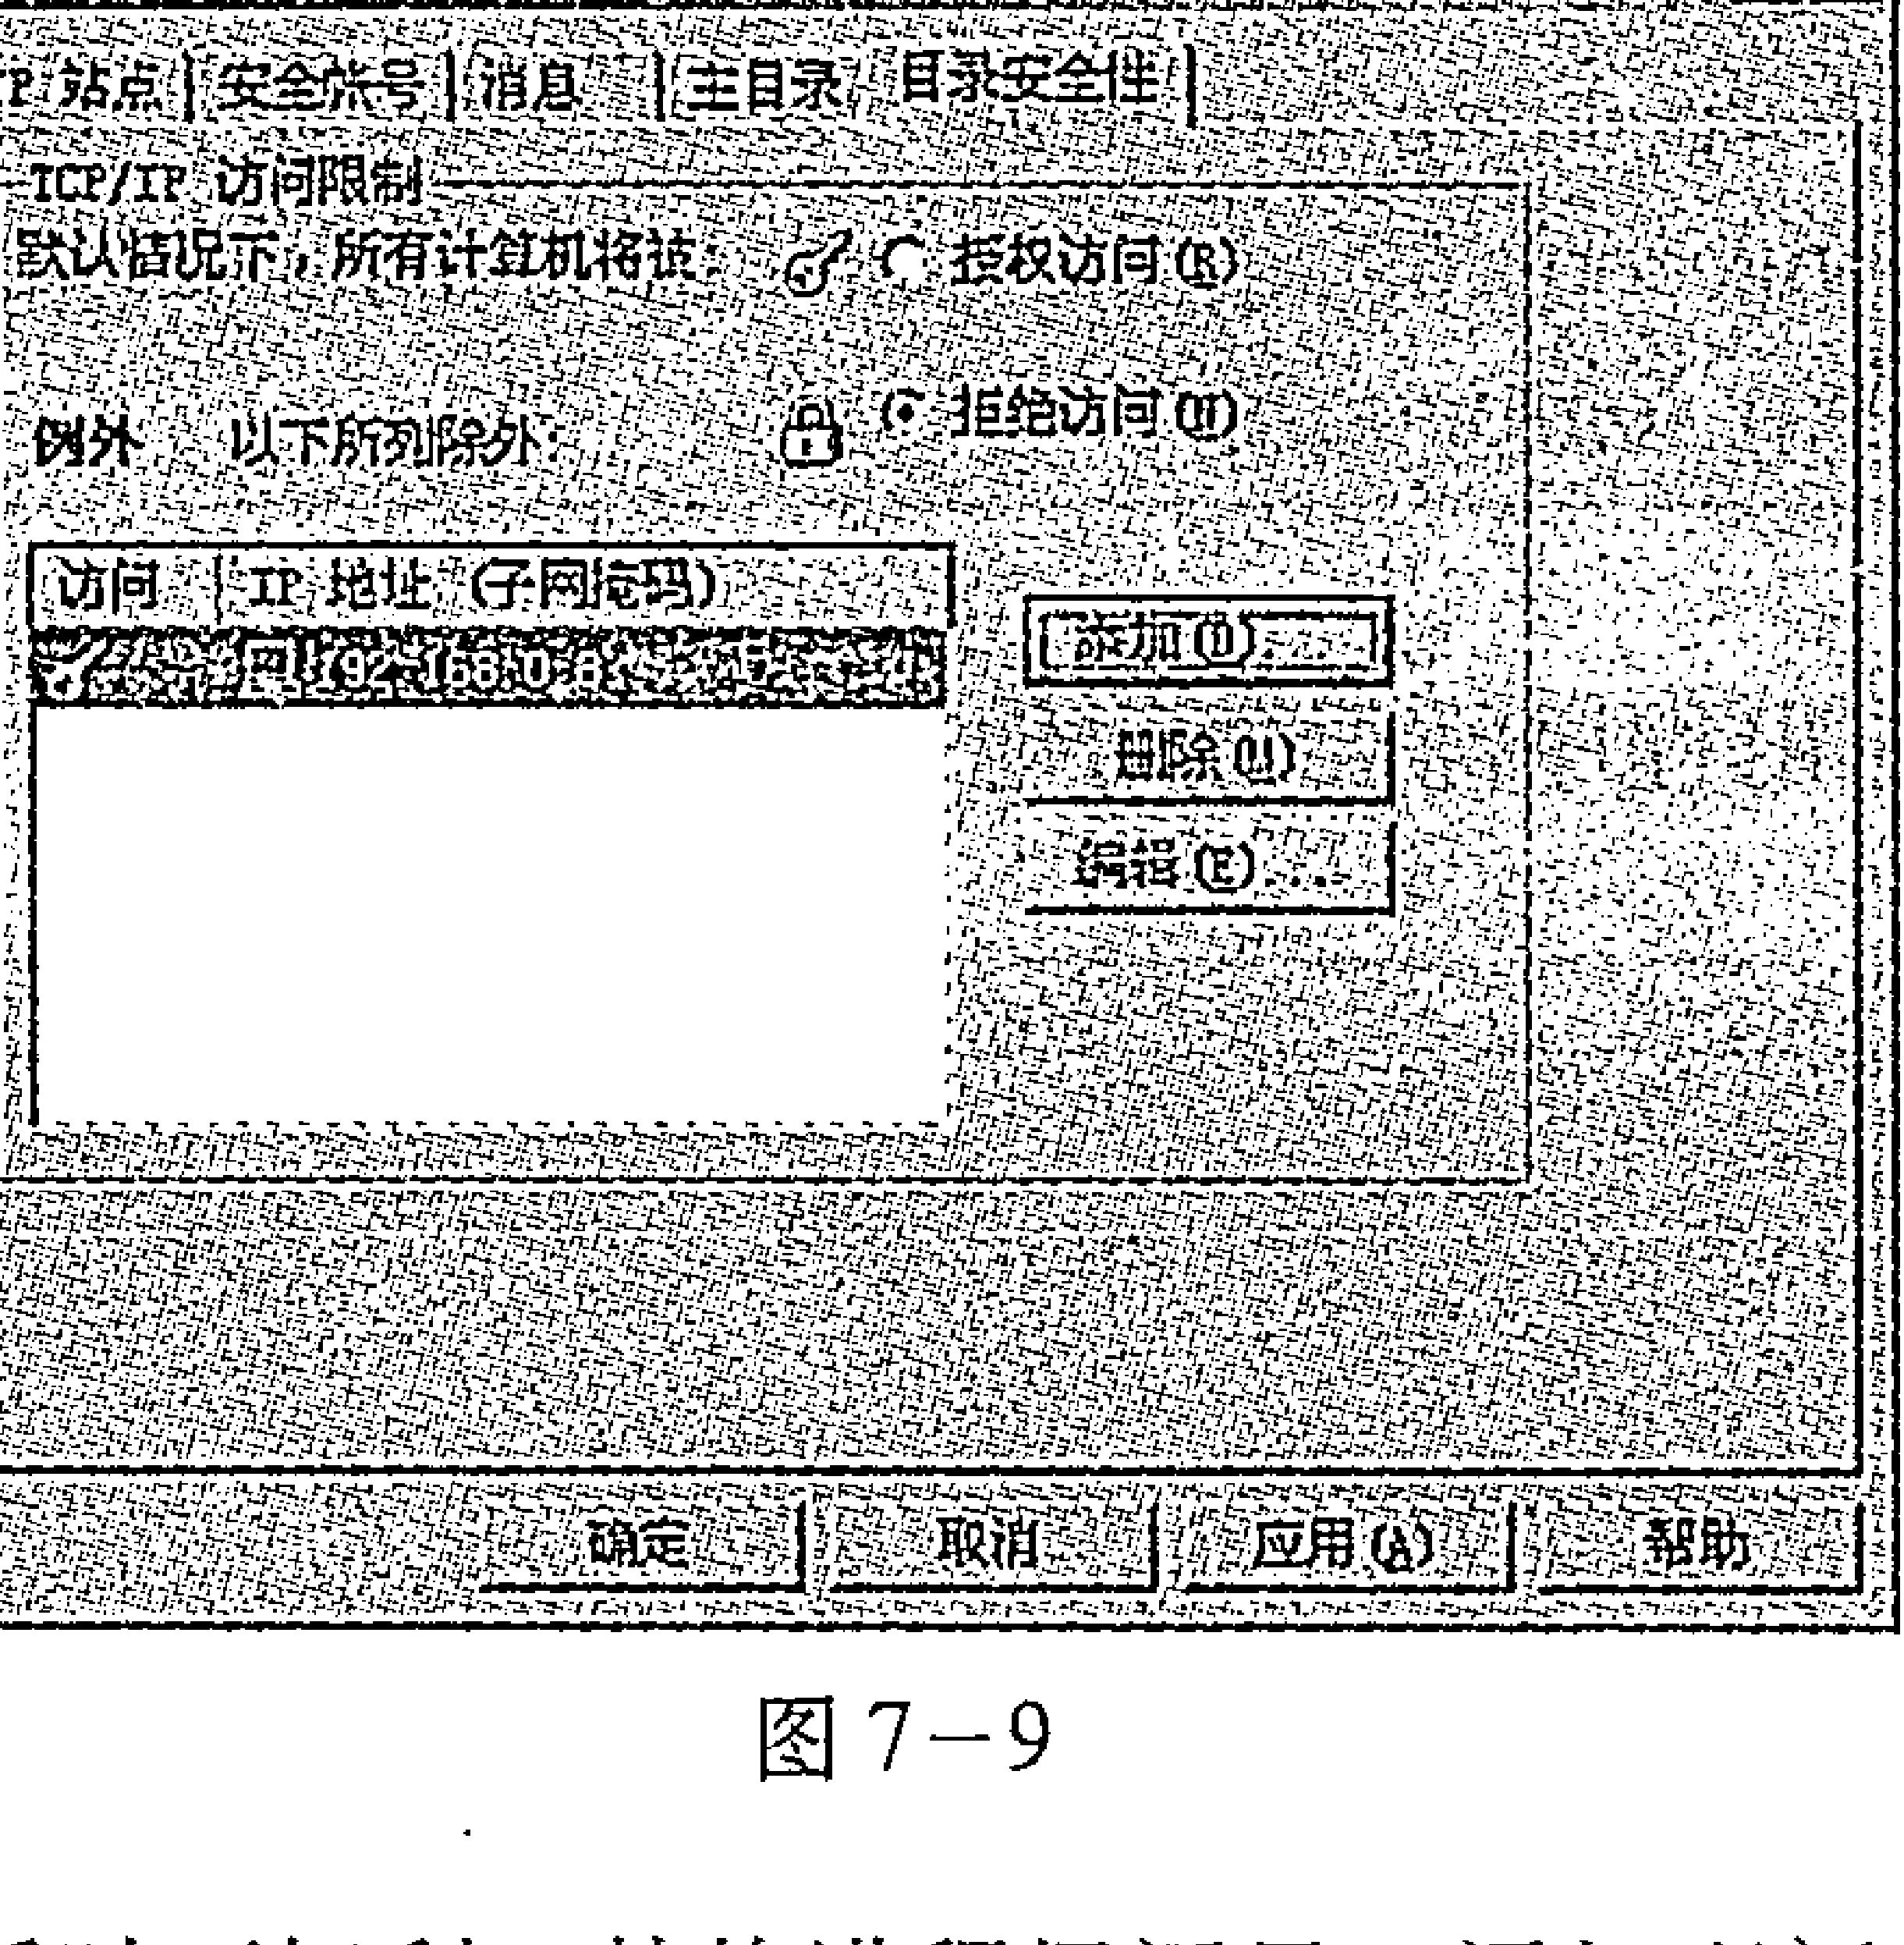 P 站点 安全帐号 消息 主目录 目录安全性
TCP/IP 访问限制
默认情况下，所有计算机将被： 授权访问(R)
拒绝访问(N)
例外 以下所列除外：
访问 IP 地址 (子网掩码)
192.168.0.8
添加(D)...
删除(M)
编辑(E)...
确定 取消 应用(A) 帮助
图 7－9